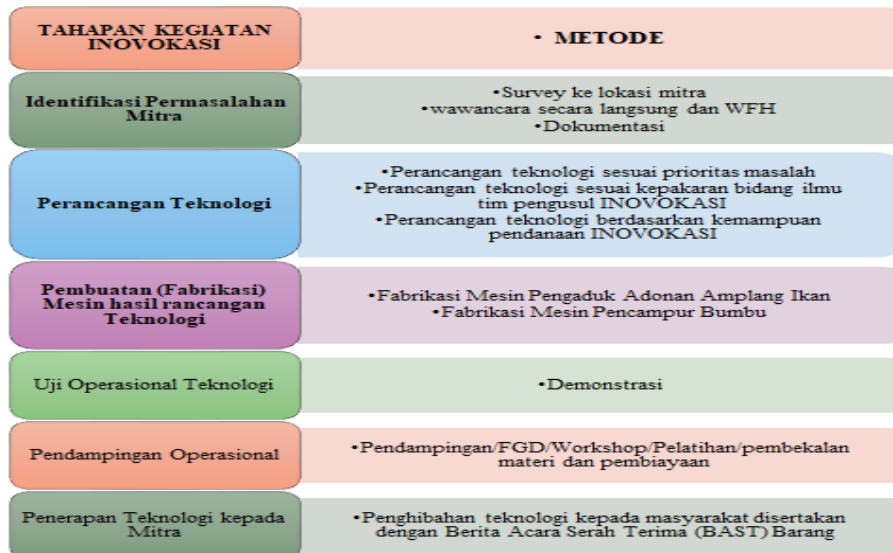 TAHAPAN KEGIATAN
INOVOKASI
• METODE
Identifikasi Permasalahan
Mitra
•Survey ke lokasi mitra
•wawancara secara langsung dan WFH
•Dokumentasi
Perancangan Teknologi
•Perancangan teknologi sesuai prioritas masalah
•Perancangan teknologi sesuai kepakaran bidang ilmu
tim pengusul INOVOKASI
•Perancangan teknologi berdasarkan kemampuan
pendanaan INOVOKASI
Pembuatan (Fabrikasi)
Mesin hasil rancangan
Teknologi
•Fabrikasi Mesin Pengaduk Adonan Amplang Ikan
•Fabrikasi Mesin Pencampur Bumbu
Uji Operasional Teknologi
•Demonstrasi
Pendampingan Operasional
•Pendampingan/FGD/Workshop/Pelatihan/pembekalan
materi dan pembiayaan
Penerapan Teknologi kepada
Mitra
•Penghibahan teknologi kepada masyarakat disertakan
dengan Berita Acara Serah Terima (BAST) Barang